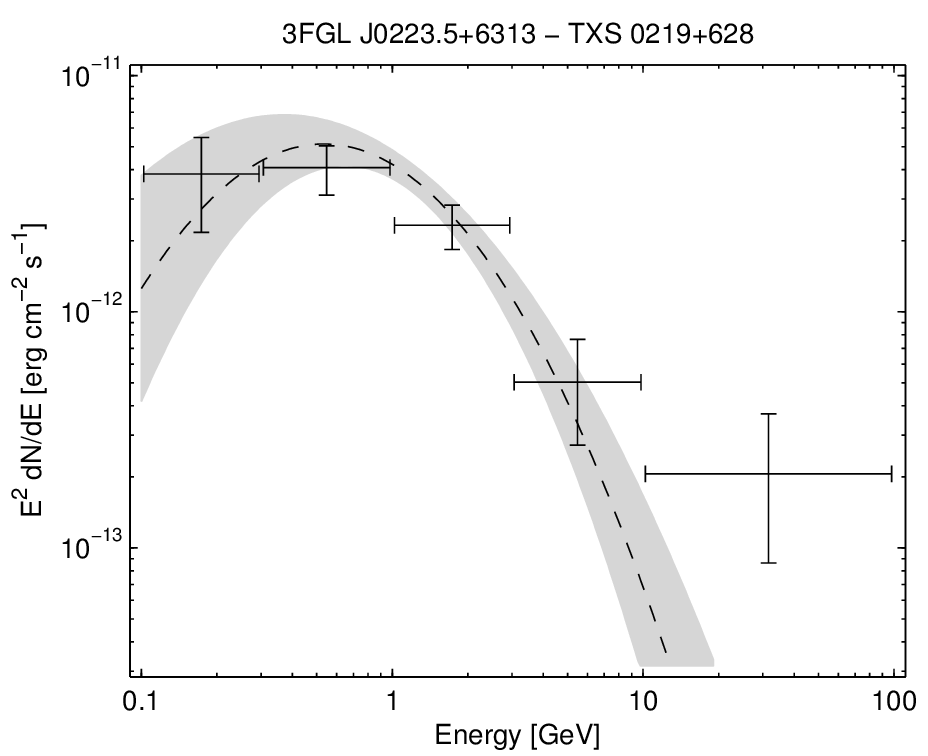 3FGL J0223.5+6313 − TXS 0219+628
10⁻¹¹
10⁻¹²
10⁻¹³
E² dN/dE [erg cm⁻² s⁻¹]
0.1 1 10 100
Energy [GeV]